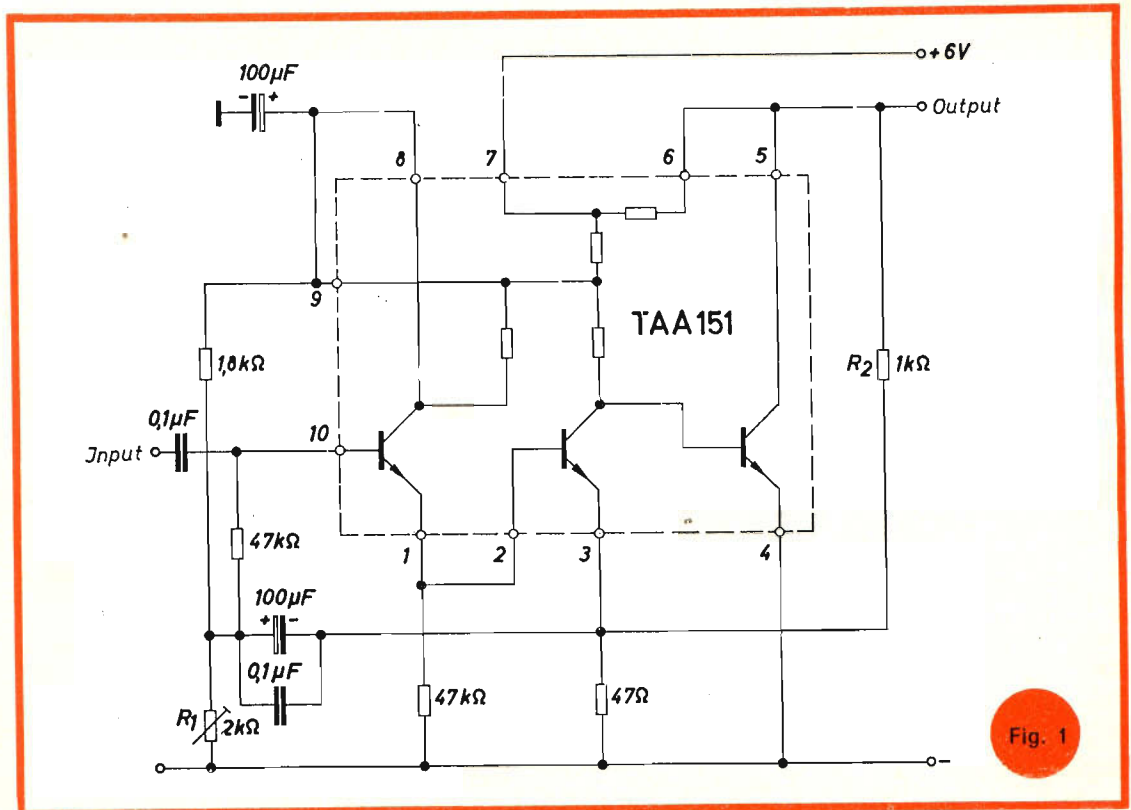 100µF
- +
+6V
Output
8
7
6
5
9
TAA151
1,8kΩ
R2 1kΩ
0,1µF
10
Jnput
47kΩ
1
2
3
4
100µF
+ -
0,1µF
R1 2kΩ
47kΩ
47Ω
-
Fig. 1